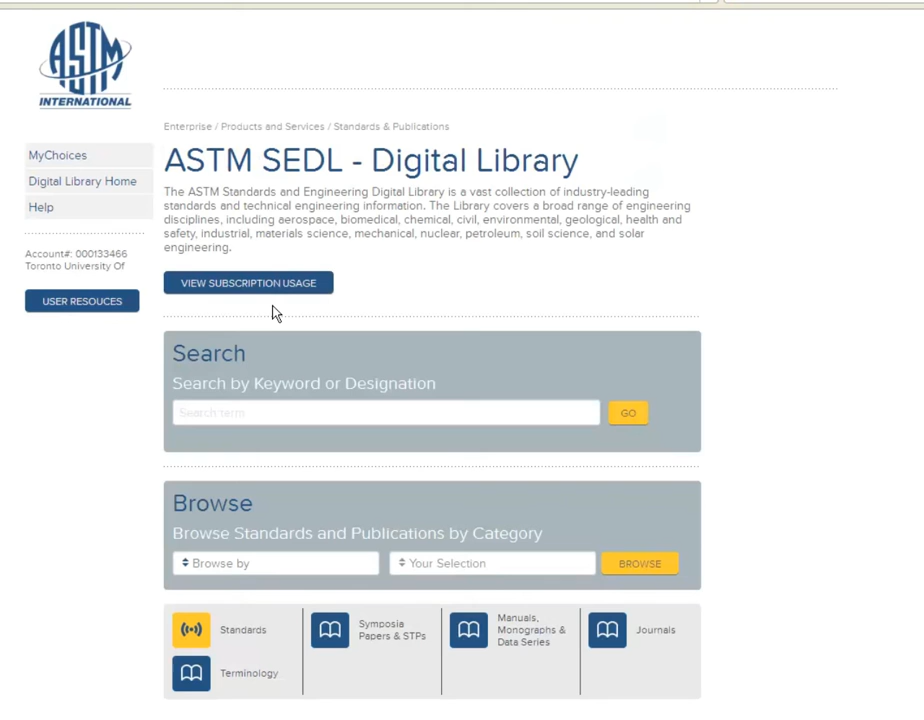 ASTM
INTERNATIONAL
MyChoices
Digital Library Home
Help
Account#: 000133466
Toronto University Of
USER RESOUCES
Enterprise / Products and Services / Standards & Publications
ASTM SEDL - Digital Library
The ASTM Standards and Engineering Digital Library is a vast collection of industry-leading
standards and technical engineering information. The Library covers a broad range of engineering
disciplines, including aerospace, biomedical, chemical, civil, environmental, geological, health and
safety, industrial, materials science, mechanical, nuclear, petroleum, soil science, and solar
engineering.
VIEW SUBSCRIPTION USAGE
Search
Search by Keyword or Designation
Search term
GO
Browse
Browse Standards and Publications by Category
Browse by
Your Selection
BROWSE
Standards
Terminology
Symposia
Papers & STPs
Manuals,
Monographs &
Data Series
Journals